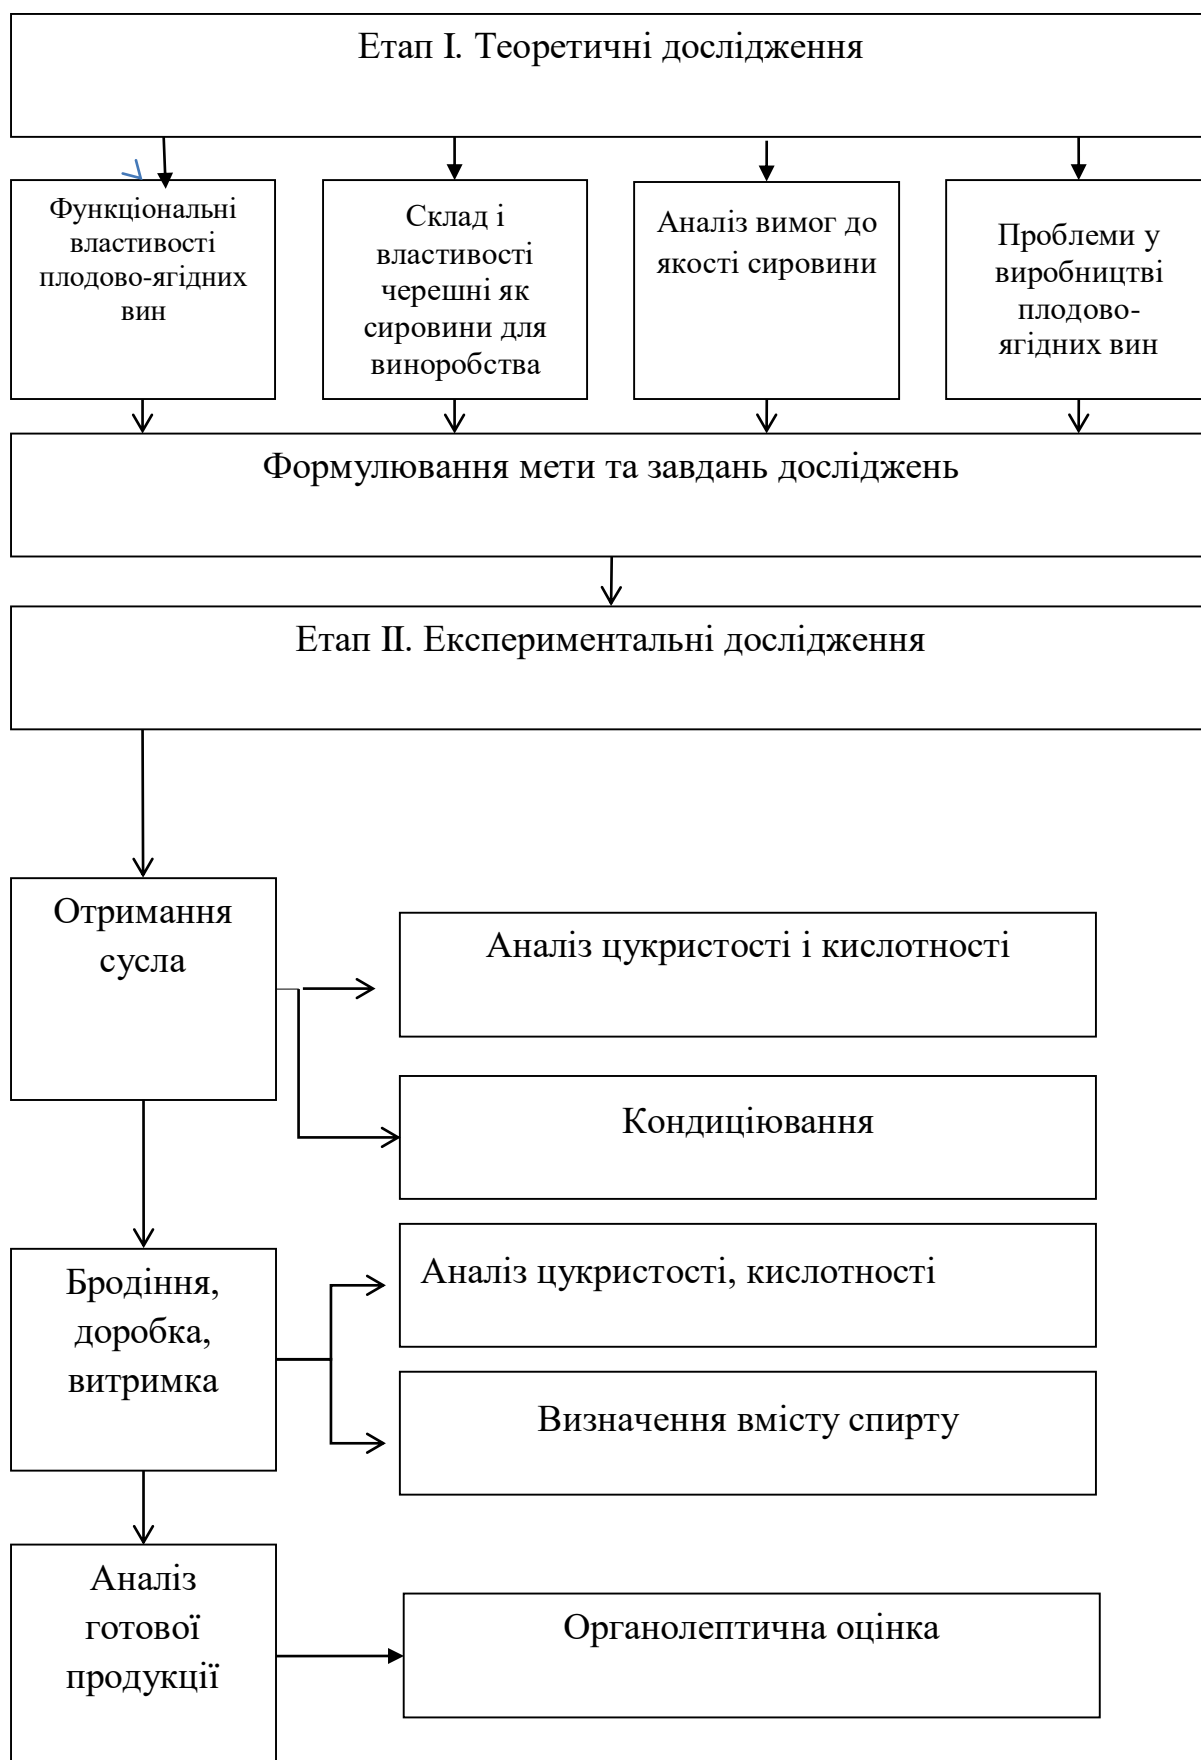 Етап І. Теоретичні дослідження
Функціональні
властивості
плодово-ягідних
вин
Склад і
властивості
черешні як
сировини для
виноробства
Аналіз вимог до
якості сировини
Проблеми у
виробництві
плодово-
ягідних вин
Формулювання мети та завдань досліджень
Етап ІІ. Експериментальні дослідження
Отримання
сусла
Аналіз цукристості і кислотності
Кондиціювання
Бродіння,
доробка,
витримка
Аналіз цукристості, кислотності
Визначення вмісту спирту
Аналіз
готової
продукції
Органолептична оцінка